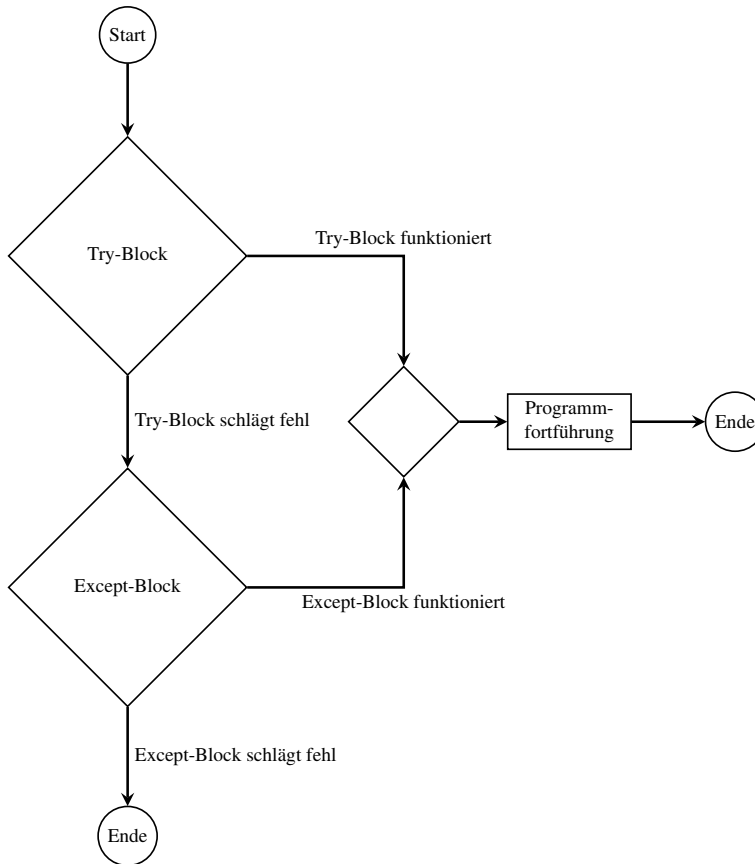 Start
Try-Block
Try-Block funktioniert
Try-Block schlägt fehl
Programm-
fortführung
Ende
Except-Block
Except-Block funktioniert
Except-Block schlägt fehl
Ende